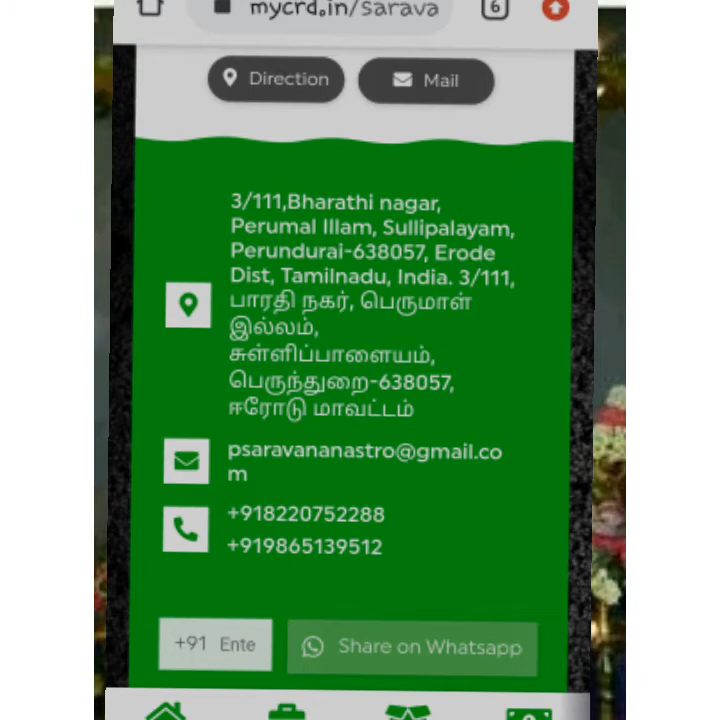 mycrd.in/sarava
6
Direction
Mail
3/111,Bharathi nagar,
Perumal Illam, Sullipalayam,
Perundurai-638057, Erode
Dist, Tamilnadu, India. 3/111,
பாரதி நகர், பெருமாள்
இல்லம்,
சுள்ளிப்பாளையம்,
பெருந்துறை-638057,
ஈரோடு மாவட்டம்
psaravananastro@gmail.co
m
+918220752288
+919865139512
+91 Ente
Share on Whatsapp